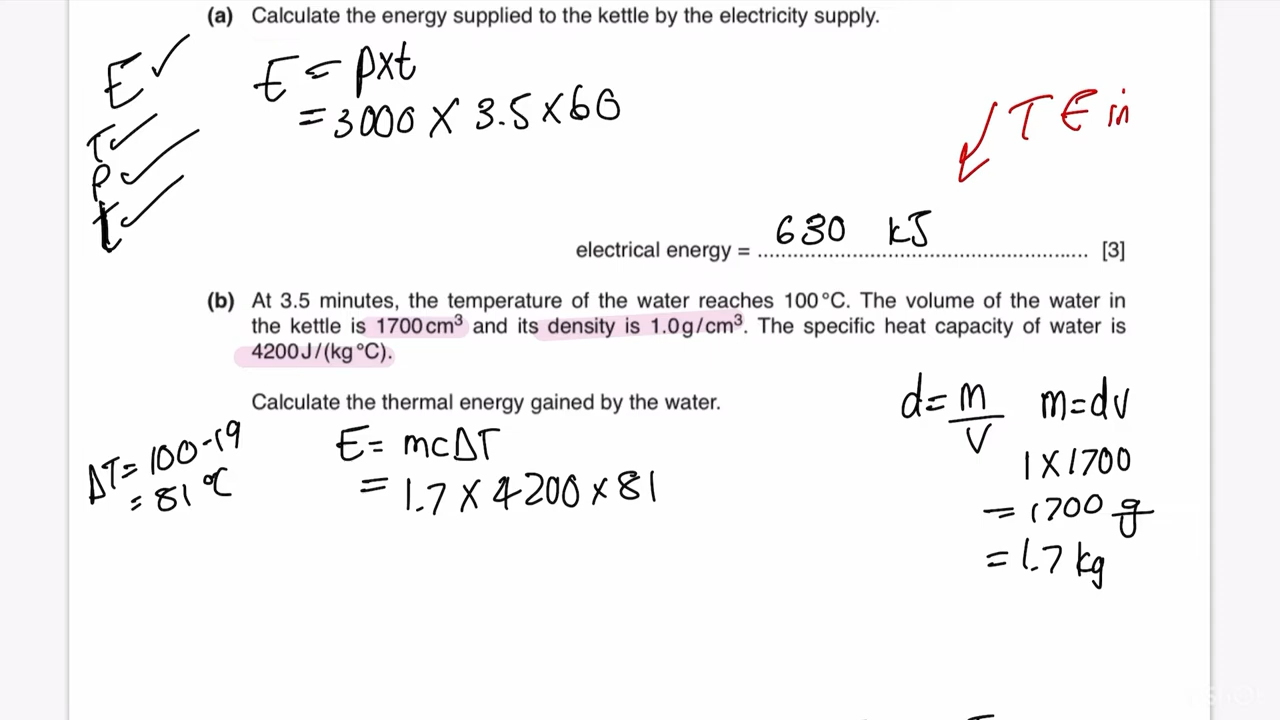 (a) Calculate the energy supplied to the kettle by the electricity supply.
E ✓
T ✓
P ✓
t ✓
E = pxt
= 3000 × 3.5 × 60
T E in
electrical energy = 630 kJ [3]
(b) At 3.5 minutes, the temperature of the water reaches 100 °C. The volume of the water in
the kettle is 1700 cm³ and its density is 1.0 g/cm³. The specific heat capacity of water is
4200 J/(kg °C).
Calculate the thermal energy gained by the water.
ΔT = 100 - 19
= 81 °C
E = mcΔT
= 1.7 × 4200 × 81
d = m/V m = dv
1 × 1700
= 1700 g
= 1.7 kg